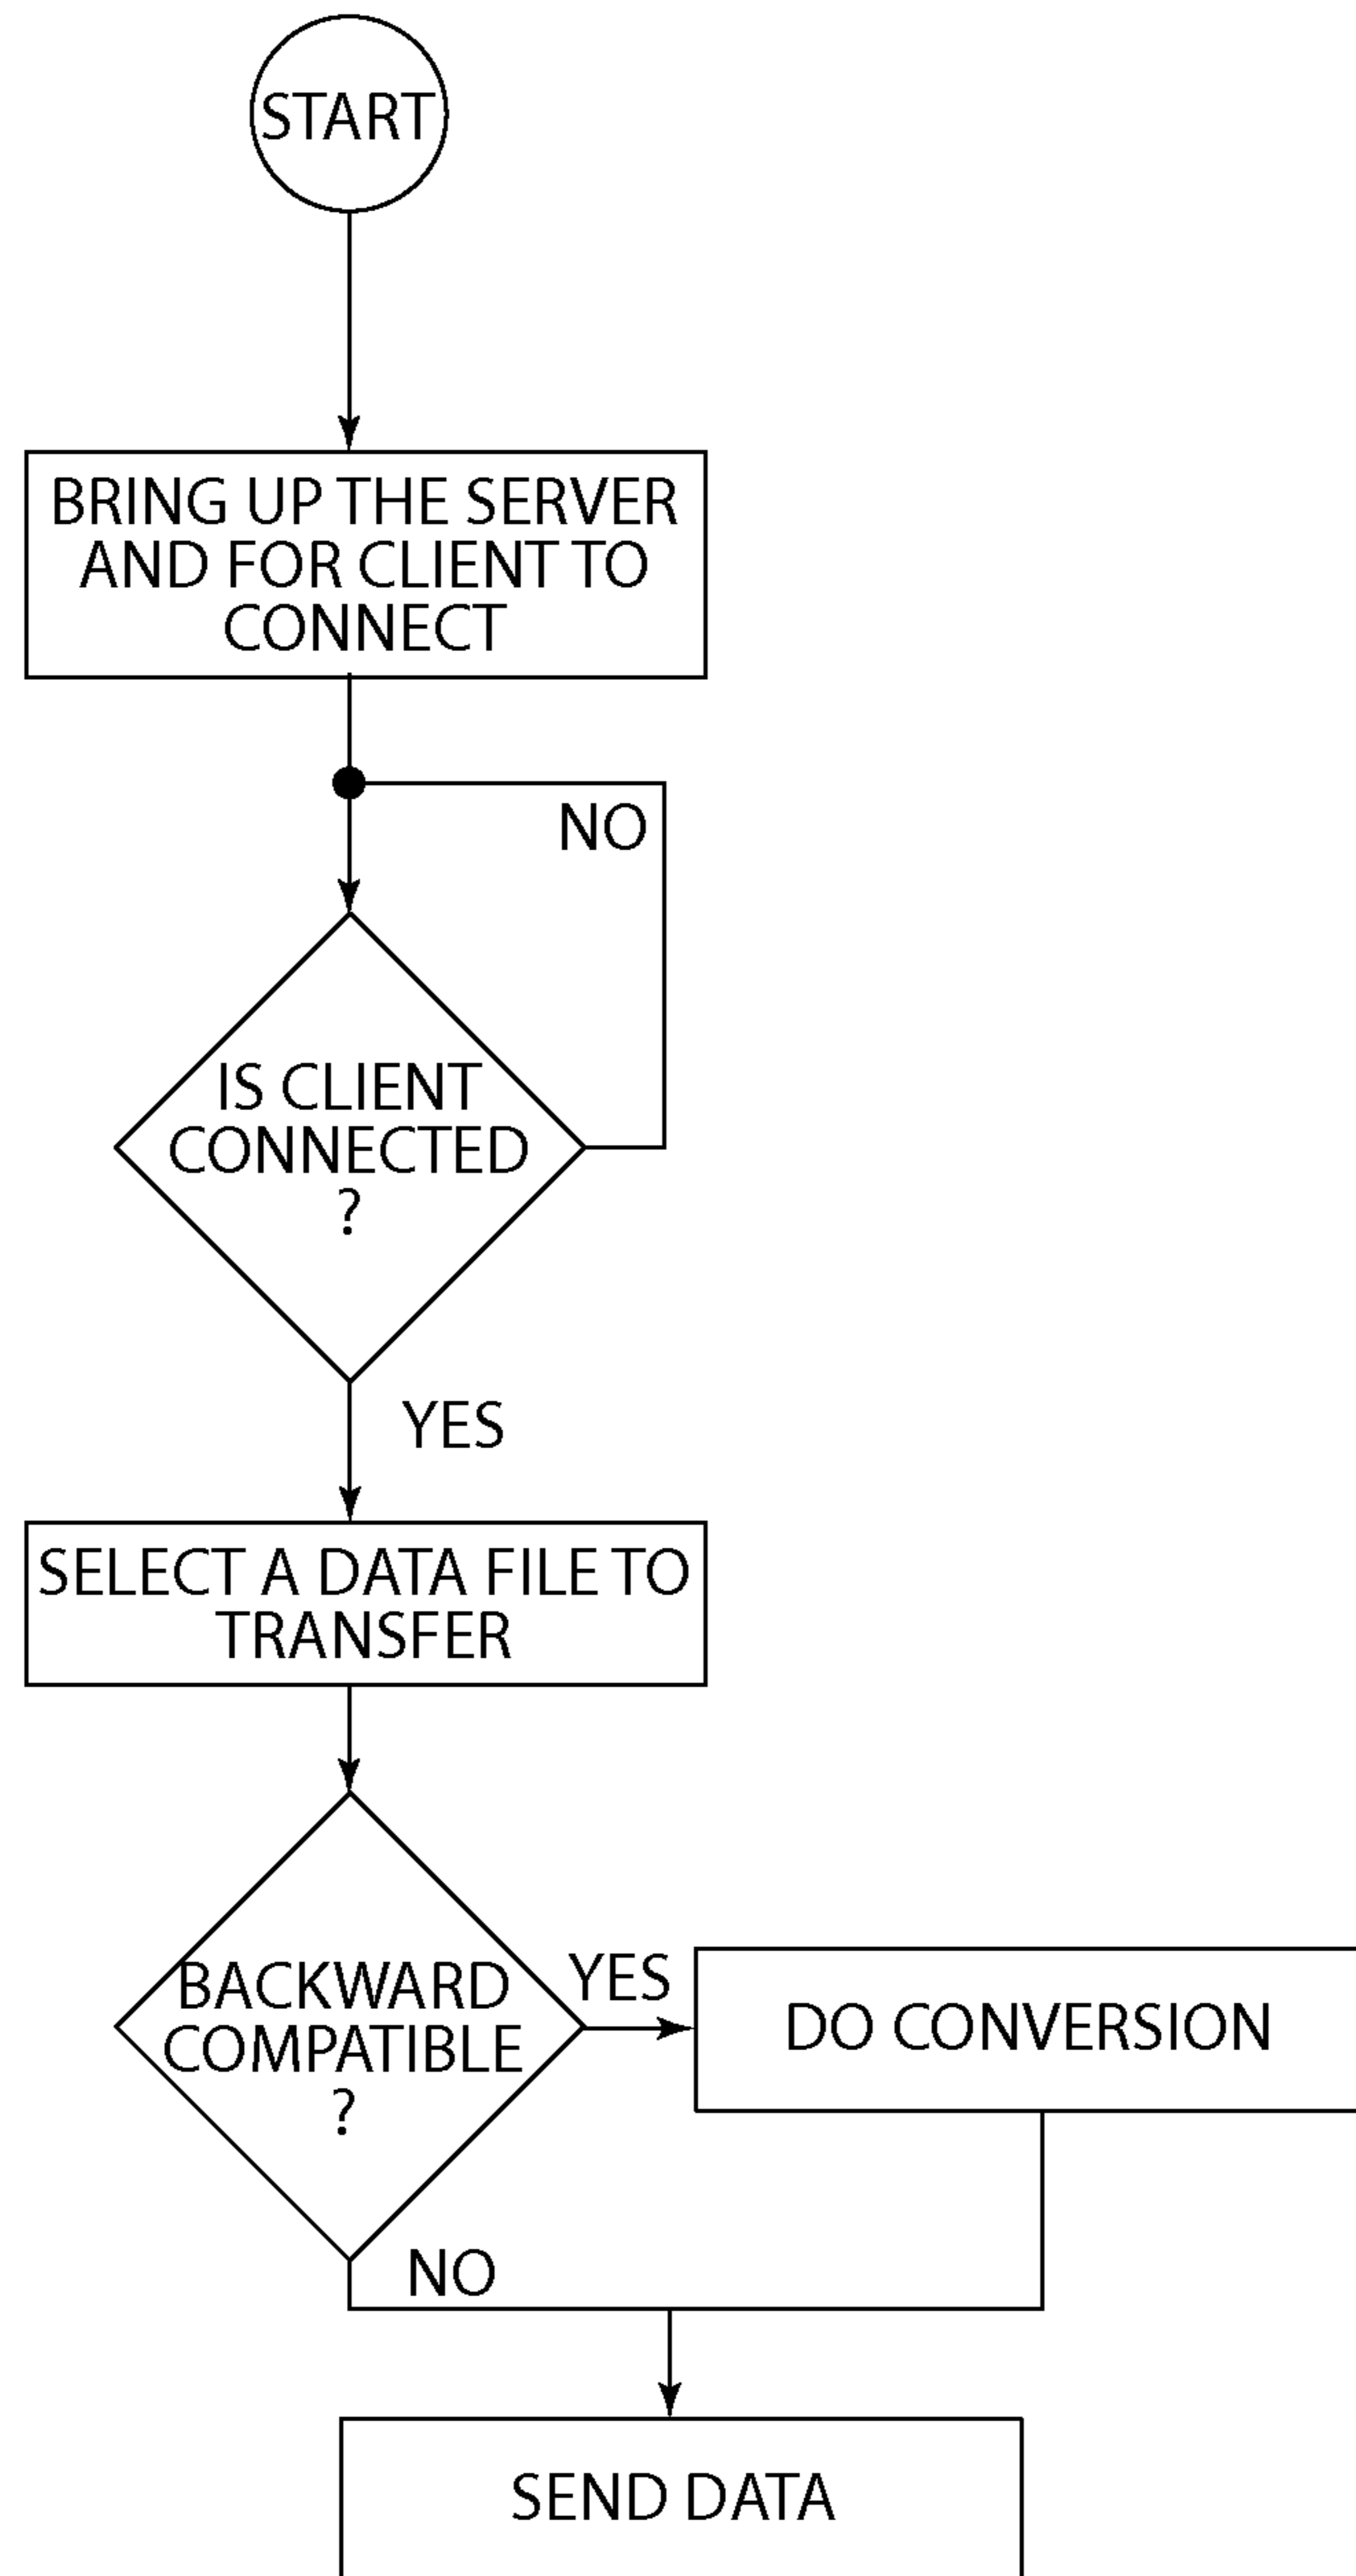 START
BRING UP THE SERVER
AND FOR CLIENT TO
CONNECT
NO
IS CLIENT
CONNECTED
?
YES
SELECT A DATA FILE TO
TRANSFER
BACKWARD
COMPATIBLE
?
YES
DO CONVERSION
NO
SEND DATA